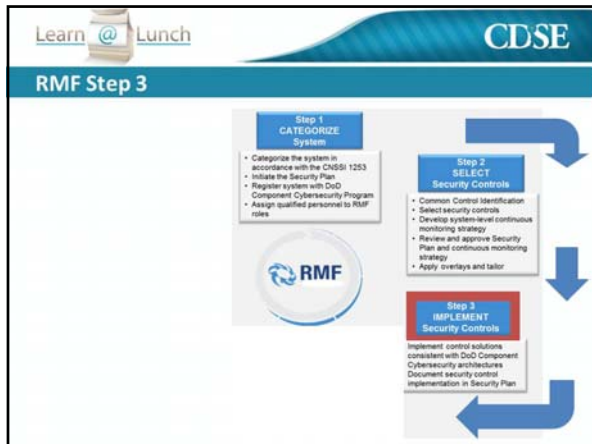 Learn @ Lunch
CDSE
RMF Step 3
Step 1
CATEGORIZE
System
• Categorize the system in
accordance with the CNSSI 1253
• Initiate the Security Plan
• Register system with DoD
Component Cybersecurity Program
• Assign qualified personnel to RMF
roles
Step 2
SELECT
Security Controls
• Common Control Identification
• Select security controls
• Develop system-level continuous
monitoring strategy
• Review and approve Security
Plan and continuous monitoring
strategy
• Apply overlays and tailor
RMF
Step 3
IMPLEMENT
Security Controls
Implement control solutions
consistent with DoD Component
Cybersecurity architectures
Document security control
implementation in Security Plan